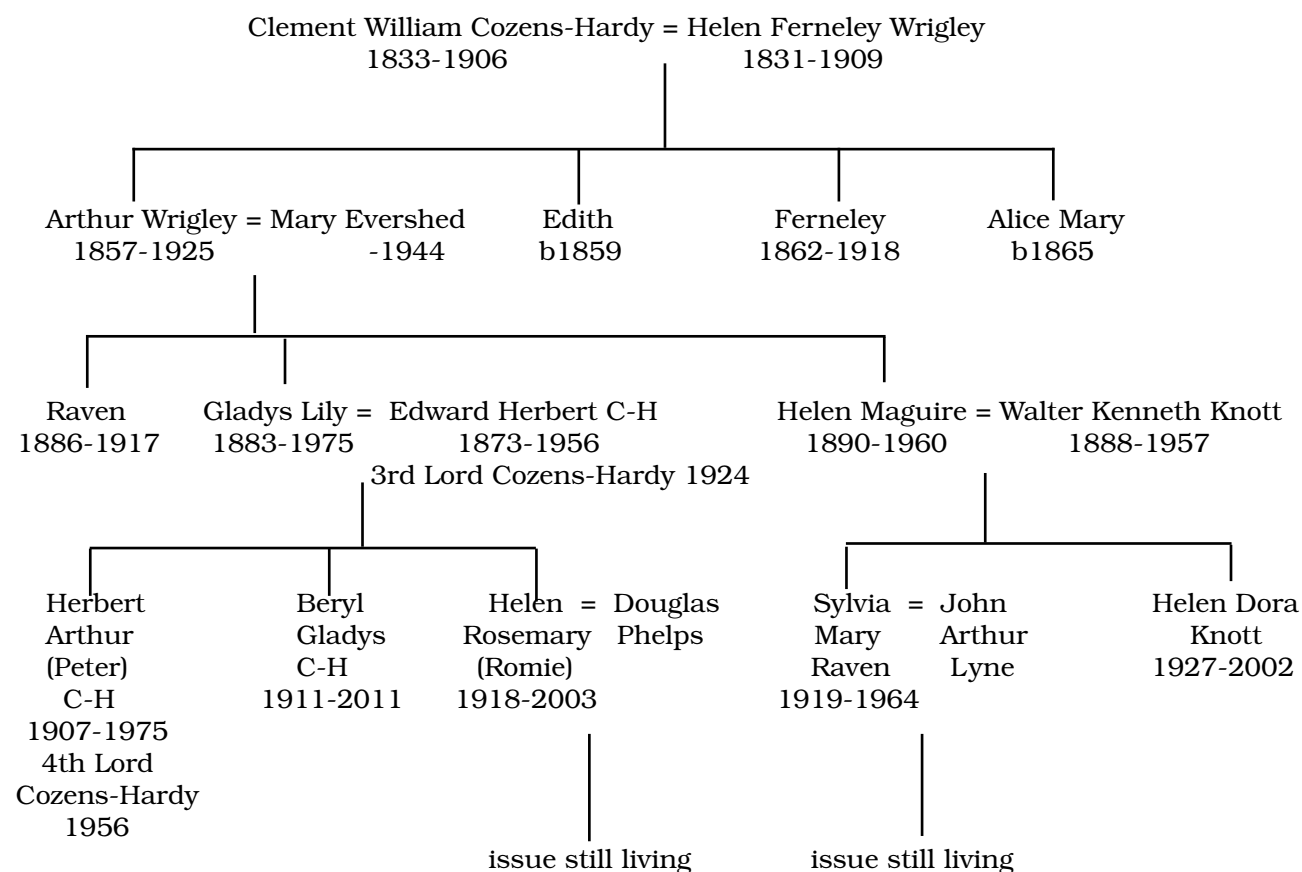 Clement William Cozens-Hardy = Helen Ferneley Wrigley
1833-1906 1831-1909
Arthur Wrigley = Mary Evershed Edith Ferneley Alice Mary
1857-1925 -1944 b1859 1862-1918 b1865
Raven Gladys Lily = Edward Herbert C-H Helen Maguire = Walter Kenneth Knott
1886-1917 1883-1975 1873-1956 1890-1960 1888-1957
3rd Lord Cozens-Hardy 1924
Herbert Beryl Helen = Douglas Sylvia = John Helen Dora
Arthur Gladys Rosemary Phelps Mary Arthur Knott
(Peter) C-H (Romie) Raven Lyne 1927-2002
C-H 1911-2011 1918-2003 1919-1964
1907-1975
4th Lord
Cozens-Hardy
1956
issue still living issue still living